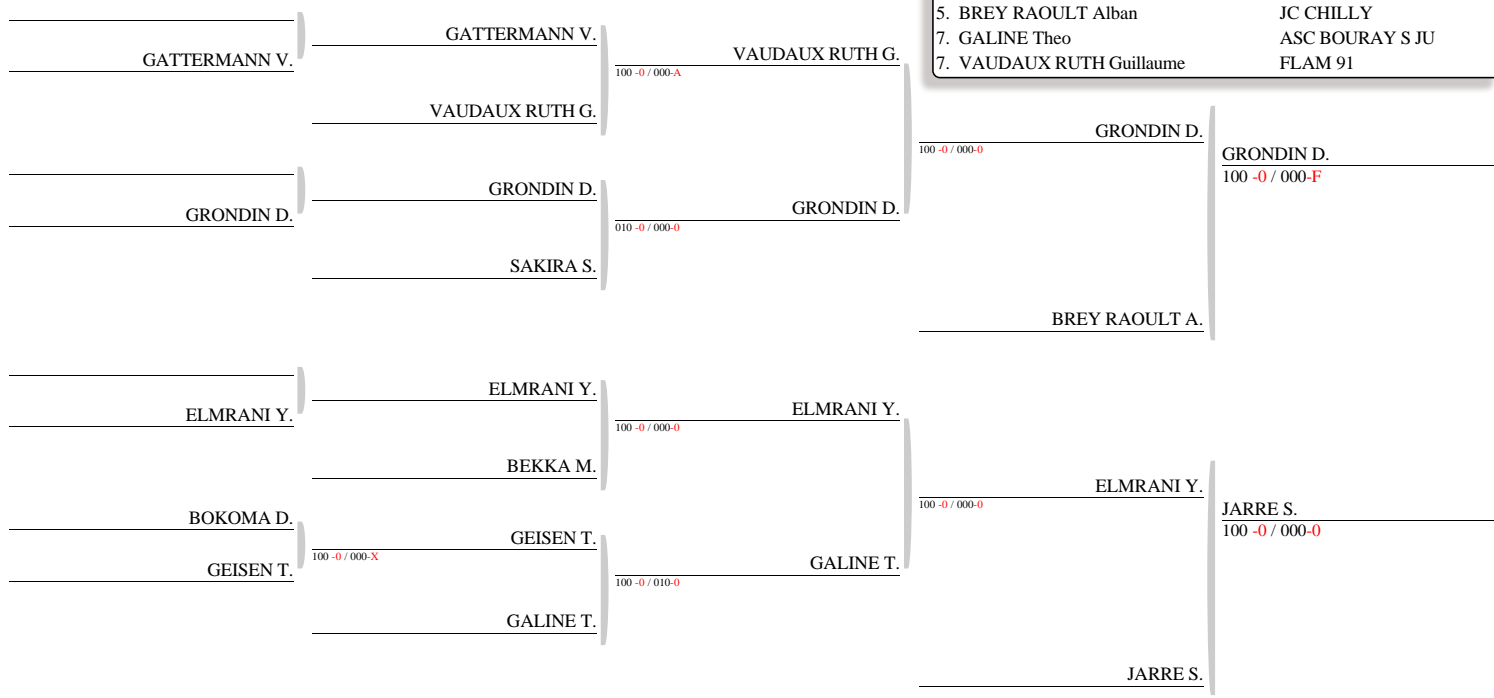 5. BREY RAOULT Alban JC CHILLY
7. GALINE Theo ASC BOURAY S JU
7. VAUDAUX RUTH Guillaume FLAM 91
GATTERMANN V.
GRONDIN D.
ELMRANI Y.
BOKOMA D.
GEISEN T.
GATTERMANN V.
VAUDAUX RUTH G.
GRONDIN D.
SAKIRA S.
ELMRANI Y.
BEKKA M.
GEISEN T.
100 -0 / 000-X
GALINE T.
VAUDAUX RUTH G.
100 -0 / 000-A
GRONDIN D.
010 -0 / 000-0
ELMRANI Y.
100 -0 / 000-0
GALINE T.
100 -0 / 010-0
GRONDIN D.
100 -0 / 000-0
BREY RAOULT A.
ELMRANI Y.
100 -0 / 000-0
JARRE S.
GRONDIN D.
100 -0 / 000-F
JARRE S.
100 -0 / 000-0